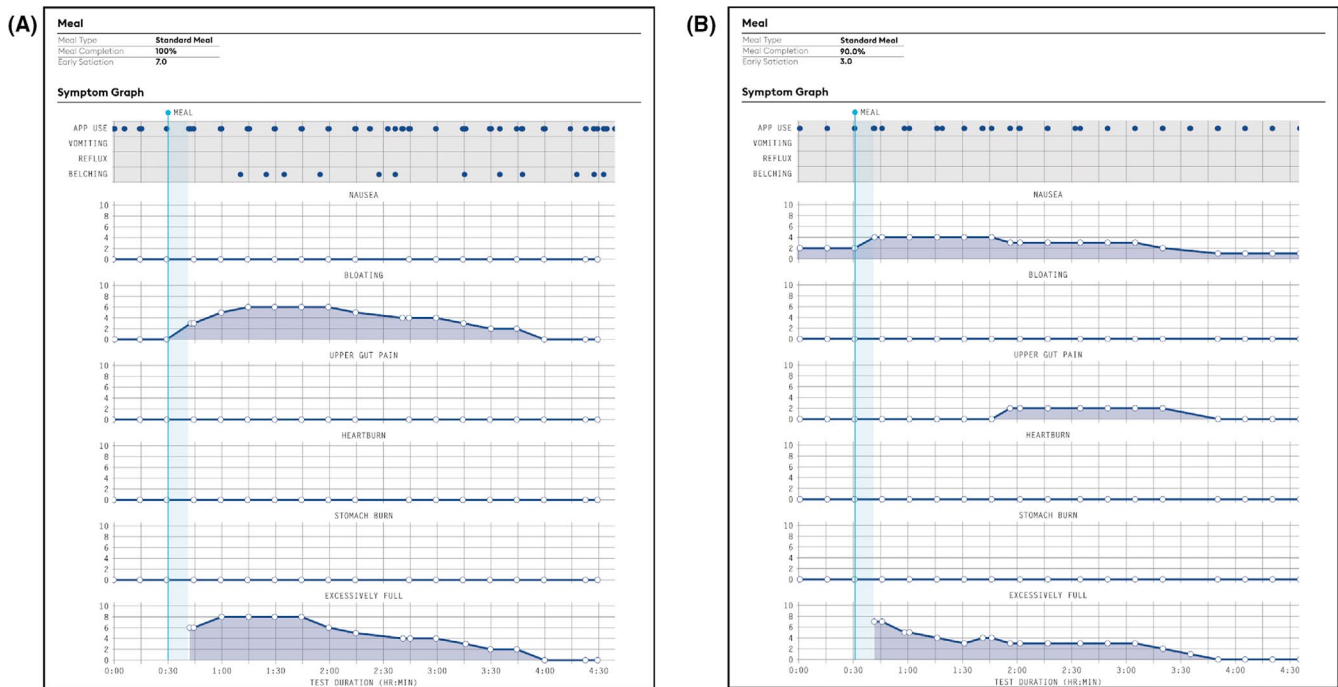 (A)
Meal
Meal Type Standard Meal
Meal Completion 100%
Early Satiation 7.0
Symptom Graph
MEAL
APP USE
VOMITING
REFLUX
BELCHING
NAUSEA
10
8
6
4
2
0
BLOATING
10
8
6
4
2
0
UPPER GUT PAIN
10
8
6
4
2
0
HEARTBURN
10
8
6
4
2
0
STOMACH BURN
10
8
6
4
2
0
EXCESSIVELY FULL
10
8
6
4
2
0
0:00 0:30 1:00 1:30 2:00 2:30 3:00 3:30 4:00 4:30
TEST DURATION (HR:MIN)
(B)
Meal
Meal Type Standard Meal
Meal Completion 90.0%
Early Satiation 3.0
Symptom Graph
MEAL
APP USE
VOMITING
REFLUX
BELCHING
NAUSEA
10
8
6
4
2
0
BLOATING
10
8
6
4
2
0
UPPER GUT PAIN
10
8
6
4
2
0
HEARTBURN
10
8
6
4
2
0
STOMACH BURN
10
8
6
4
2
0
EXCESSIVELY FULL
10
8
6
4
2
0
0:00 0:30 1:00 1:30 2:00 2:30 3:00 3:30 4:00 4:30
TEST DURATION (HR:MIN)